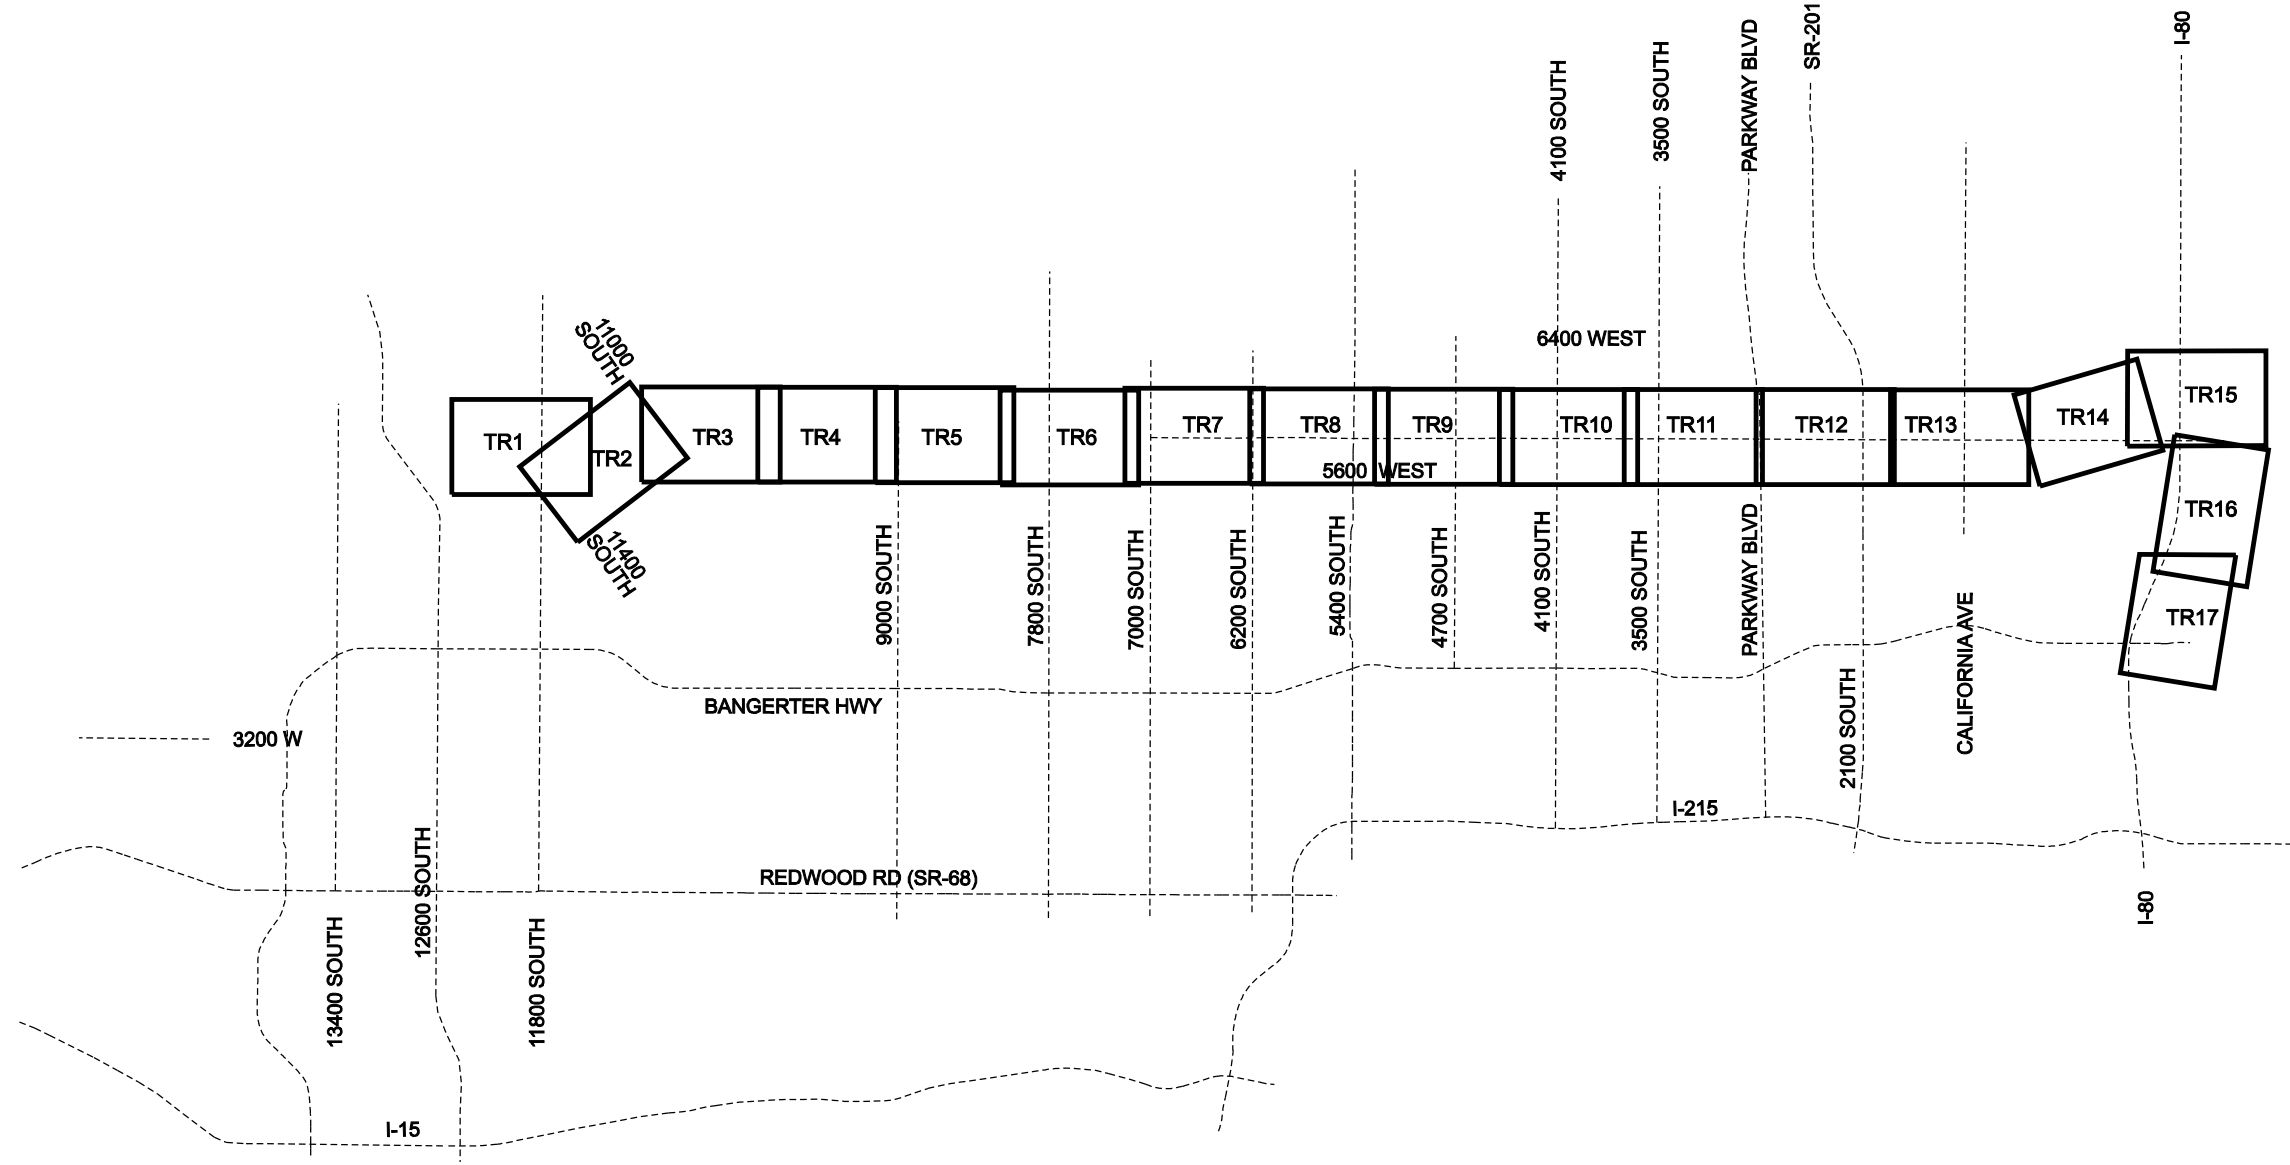 SR-201
I-80
PARKWAY BLVD
3500 SOUTH
4100 SOUTH
6400 WEST
11000
SOUTH
TR1
TR2
TR3
TR4
TR5
TR6
TR7
TR8
TR9
TR10
TR11
TR12
TR13
TR14
TR15
TR16
TR17
5600 WEST
11400
SOUTH
9000 SOUTH
7800 SOUTH
7000 SOUTH
6200 SOUTH
5400 SOUTH
4700 SOUTH
4100 SOUTH
3500 SOUTH
PARKWAY BLVD
2100 SOUTH
CALIFORNIA AVE
BANGERTER HWY
3200 W
I-215
REDWOOD RD (SR-68)
I-80
13400 SOUTH
12600 SOUTH
11800 SOUTH
I-15